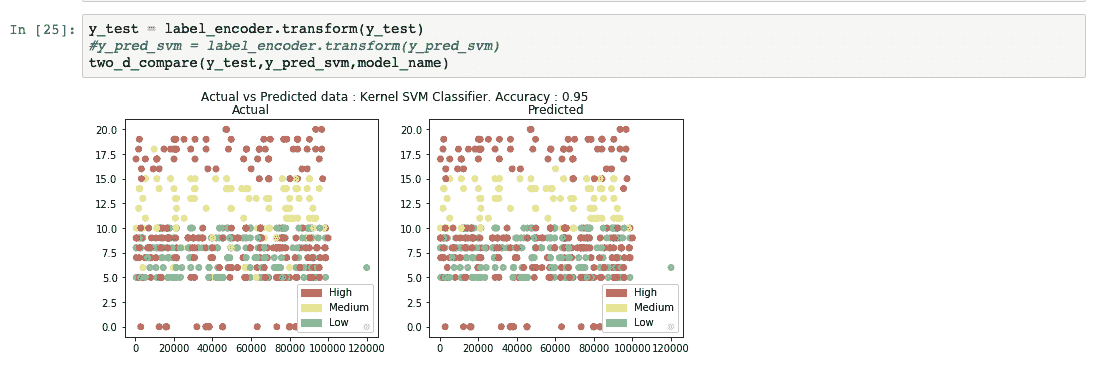 In [25]:
y_test = label_encoder.transform(y_test)
#y_pred_svm = label_encoder.transform(y_pred_svm)
two_d_compare(y_test,y_pred_svm,model_name)
Actual vs Predicted data : Kernel SVM Classifier. Accuracy : 0.95
Actual
20.0
17.5
15.0
12.5
10.0
7.5
5.0
2.5
0.0
High
Medium
Low
0 20000 40000 60000 80000 100000 120000
Predicted
20.0
17.5
15.0
12.5
10.0
7.5
5.0
2.5
0.0
High
Medium
Low
0 20000 40000 60000 80000 100000 120000